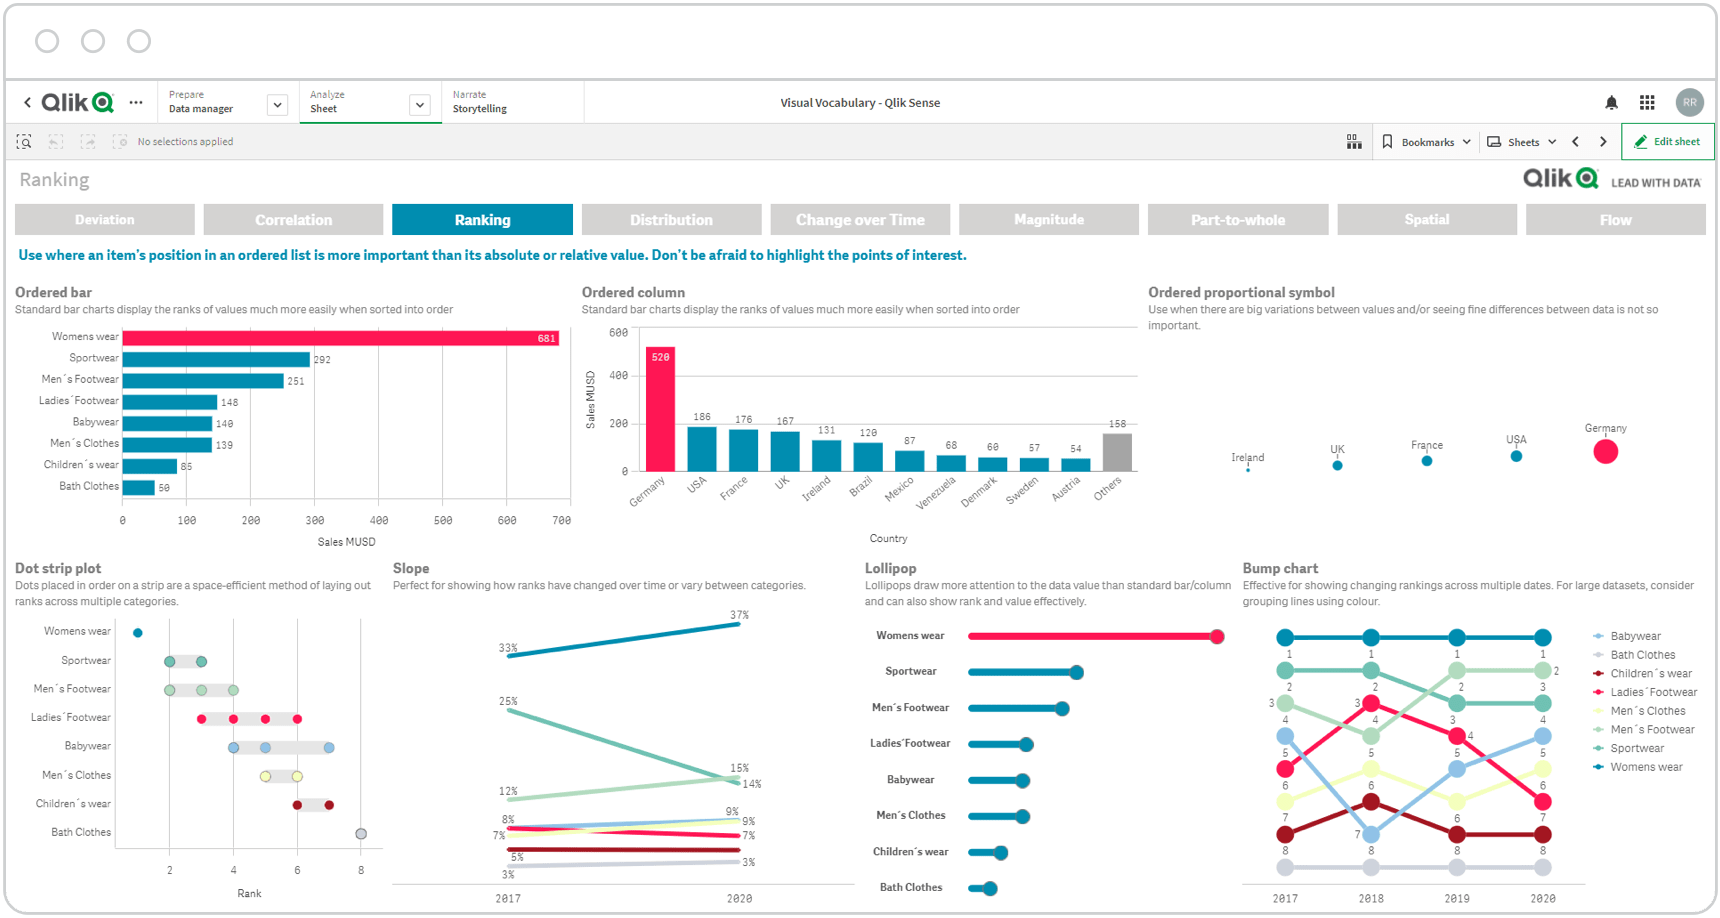 Qlik
Prepare
Data manager
Analyze
Sheet
Narrate
Storytelling
Visual Vocabulary - Qlik Sense
RR
No selections applied
Bookmarks
Sheets
Edit sheet
Ranking
Qlik LEAD WITH DATA
Deviation
Correlation
Ranking
Distribution
Change over Time
Magnitude
Part-to-whole
Spatial
Flow
Use where an item's position in an ordered list is more important than its absolute or relative value. Don't be afraid to highlight the points of interest.
Ordered bar
Standard bar charts display the ranks of values much more easily when sorted into order
Womens wear 681
Sportwear 292
Men´s Footwear 251
Ladies´Footwear 148
Babywear 140
Men´s Clothes 139
Children´s wear 85
Bath Clothes 50
0 100 200 300 400 500 600 700
Sales MUSD
Ordered column
Standard bar charts display the ranks of values much more easily when sorted into order
600
400
200
0
Sales MUSD
520 186 176 167 131 120 87 68 60 57 54 158
Germany USA France UK Ireland Brazil Mexico Venezuela Denmark Sweden Austria Others
Country
Ordered proportional symbol
Use when there are big variations between values and/or seeing fine differences between data is not so
important.
Ireland
UK
France
USA
Germany
Dot strip plot
Dots placed in order on a strip are a space-efficient method of laying out
ranks across multiple categories.
Womens wear
Sportwear
Men´s Footwear
Ladies´Footwear
Babywear
Men´s Clothes
Children´s wear
Bath Clothes
2 4 6 8
Rank
Slope
Perfect for showing how ranks have changed over time or vary between categories.
33% 37%
25%
15%
14%
12%
8% 9%
9%
7% 7%
5%
3% 3%
2017 2020
Lollipop
Lollipops draw more attention to the data value than standard bar/column
and can also show rank and value effectively.
Womens wear
Sportwear
Men´s Footwear
Ladies´Footwear
Babywear
Men´s Clothes
Children´s wear
Bath Clothes
Bump chart
Effective for showing changing rankings across multiple dates. For large datasets, consider
grouping lines using colour.
1 1 1 1
2 2 2 3
3 3 2
4 4 3 4
4
5 5 5
6 6 6
7 7 6 7
8 8 8 8
2017 2018 2019 2020
Babywear
Bath Clothes
Children´s wear
Ladies´Footwear
Men´s Clothes
Men´s Footwear
Sportwear
Womens wear